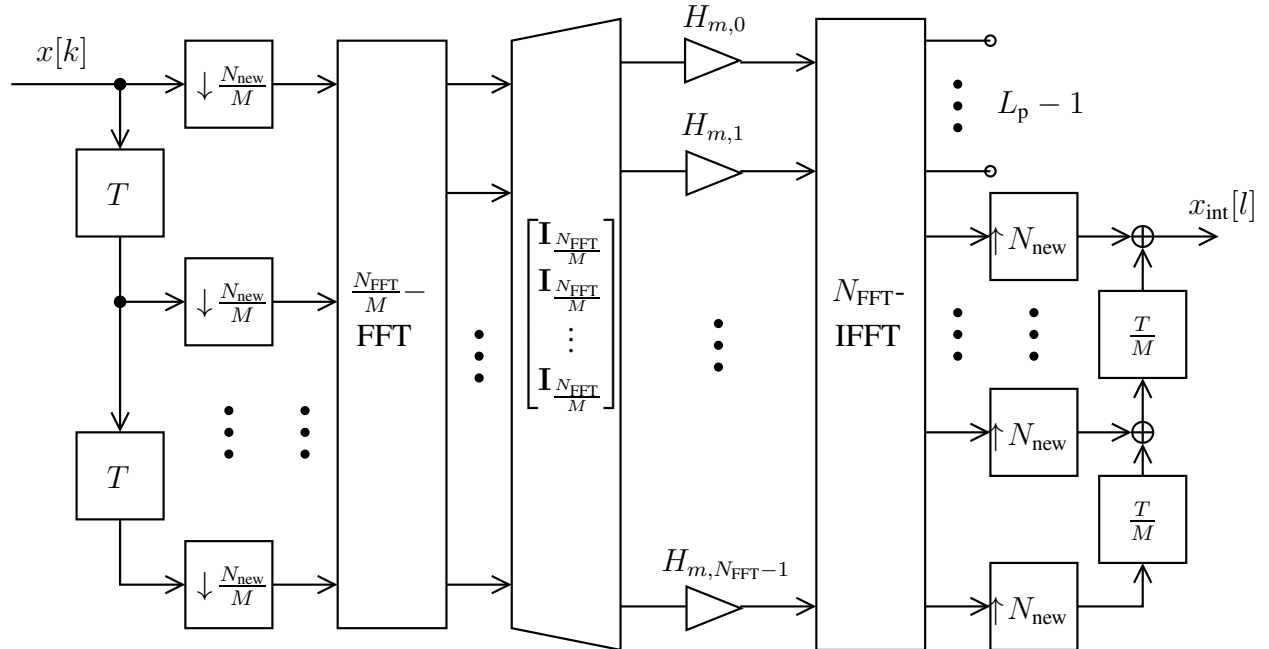 x[k]
↓ N_new/M
T
↓ N_new/M
T
↓ N_new/M
N_FFT/M −
FFT
I_{N_FFT/M}
I_{N_FFT/M}
⋮
I_{N_FFT/M}
H_{m,0}
H_{m,1}
H_{m,N_FFT−1}
N_FFT-
IFFT
L_p − 1
↑ N_new
x_int[l]
T/M
↑ N_new
T/M
↑ N_new